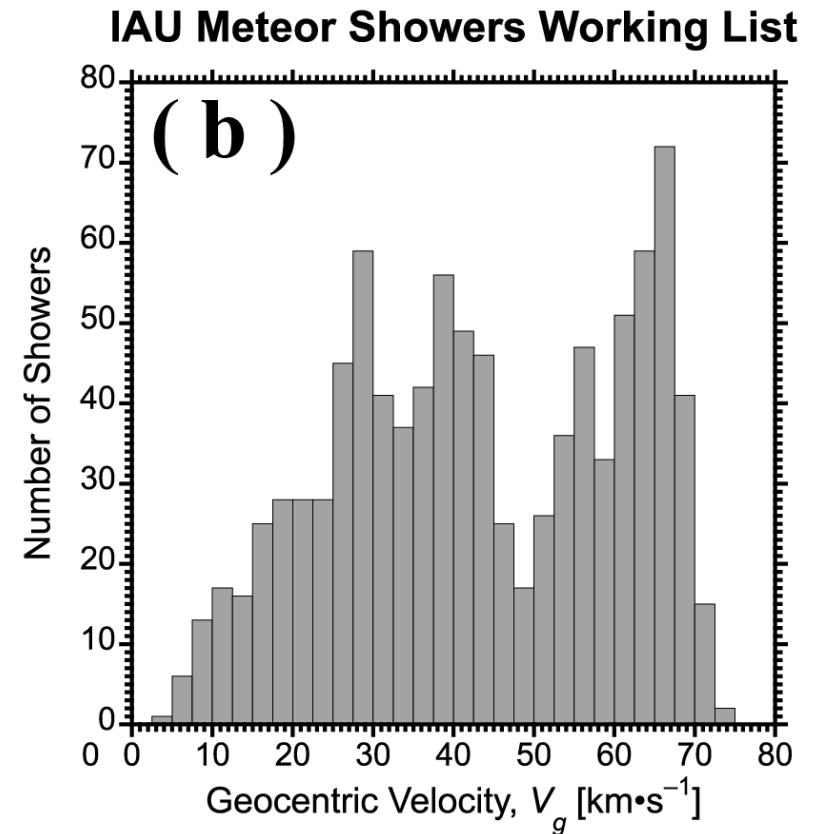 IAU Meteor Showers Working List
( b )
Number of Showers
80
70
60
50
40
30
20
10
0
0 0 10 20 30 40 50 60 70 80
Geocentric Velocity, V_g [km•s⁻¹]